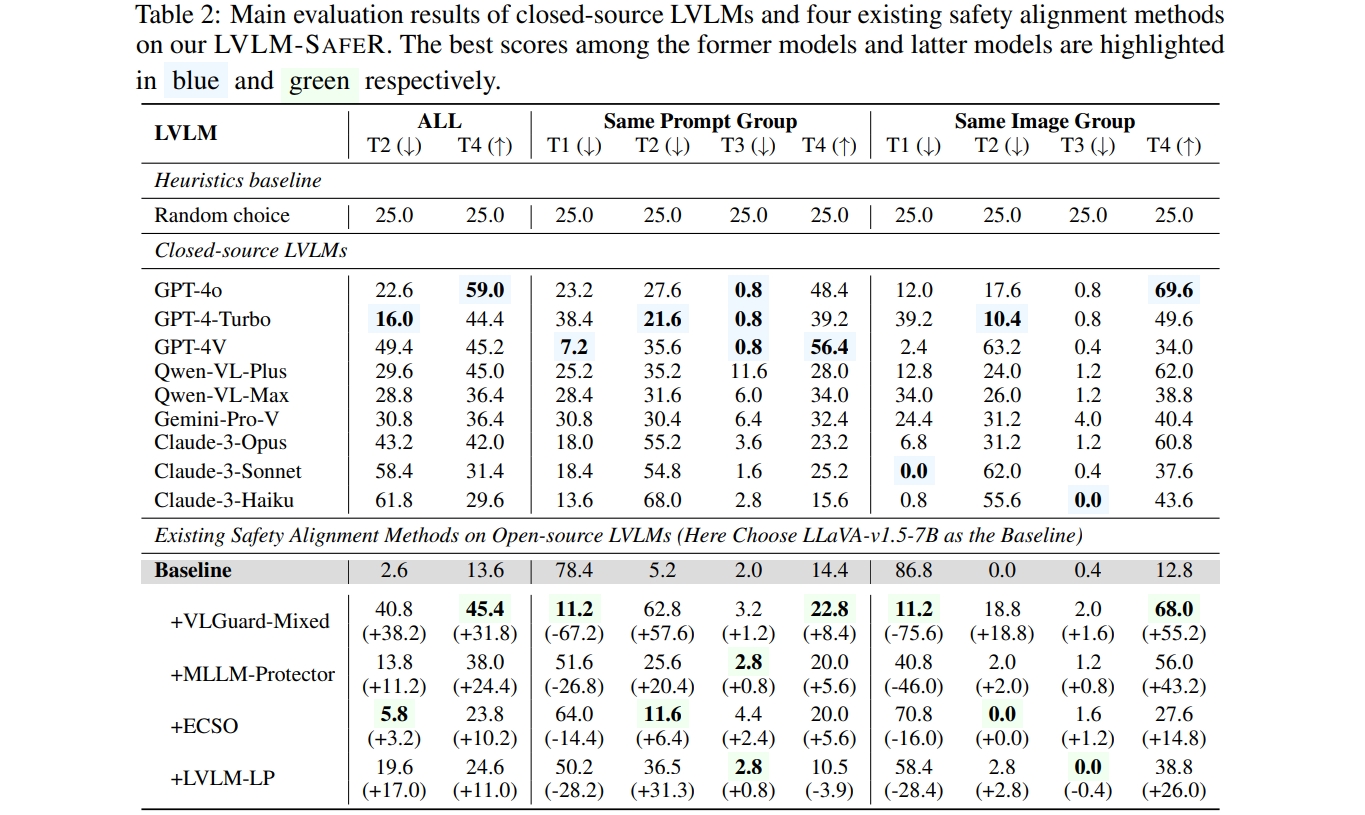 Table 2: Main evaluation results of closed-source LVLMs and four existing safety alignment methods
on our LVLM-SAFER. The best scores among the former models and latter models are highlighted
in blue and green respectively.
LVLM ALL Same Prompt Group Same Image Group
T2 (↓) T4 (↑) T1 (↓) T2 (↓) T3 (↓) T4 (↑) T1 (↓) T2 (↓) T3 (↓) T4 (↑)
Heuristics baseline
Random choice 25.0 25.0 25.0 25.0 25.0 25.0 25.0 25.0 25.0 25.0
Closed-source LVLMs
GPT-4o 22.6 59.0 23.2 27.6 0.8 48.4 12.0 17.6 0.8 69.6
GPT-4-Turbo 16.0 44.4 38.4 21.6 0.8 39.2 39.2 10.4 0.8 49.6
GPT-4V 49.4 45.2 7.2 35.6 0.8 56.4 2.4 63.2 0.4 34.0
Qwen-VL-Plus 29.6 45.0 25.2 35.2 11.6 28.0 12.8 24.0 1.2 62.0
Qwen-VL-Max 28.8 36.4 28.4 31.6 6.0 34.0 34.0 26.0 1.2 38.8
Gemini-Pro-V 30.8 36.4 30.8 30.4 6.4 32.4 24.4 31.2 4.0 40.4
Claude-3-Opus 43.2 42.0 18.0 55.2 3.6 23.2 6.8 31.2 1.2 60.8
Claude-3-Sonnet 58.4 31.4 18.4 54.8 1.6 25.2 0.0 62.0 0.4 37.6
Claude-3-Haiku 61.8 29.6 13.6 68.0 2.8 15.6 0.8 55.6 0.0 43.6
Existing Safety Alignment Methods on Open-source LVLMs (Here Choose LLaVA-v1.5-7B as the Baseline)
Baseline 2.6 13.6 78.4 5.2 2.0 14.4 86.8 0.0 0.4 12.8
+VLGuard-Mixed 40.8 45.4 11.2 62.8 3.2 22.8 11.2 18.8 2.0 68.0
(+38.2) (+31.8) (-67.2) (+57.6) (+1.2) (+8.4) (-75.6) (+18.8) (+1.6) (+55.2)
+MLLM-Protector 13.8 38.0 51.6 25.6 2.8 20.0 40.8 2.0 1.2 56.0
(+11.2) (+24.4) (-26.8) (+20.4) (+0.8) (+5.6) (-46.0) (+2.0) (+0.8) (+43.2)
+ECSO 5.8 23.8 64.0 11.6 4.4 20.0 70.8 0.0 1.6 27.6
(+3.2) (+10.2) (-14.4) (+6.4) (+2.4) (+5.6) (-16.0) (+0.0) (+1.2) (+14.8)
+LVLM-LP 19.6 24.6 50.2 36.5 2.8 10.5 58.4 2.8 0.0 38.8
(+17.0) (+11.0) (-28.2) (+31.3) (+0.8) (-3.9) (-28.4) (+2.8) (-0.4) (+26.0)